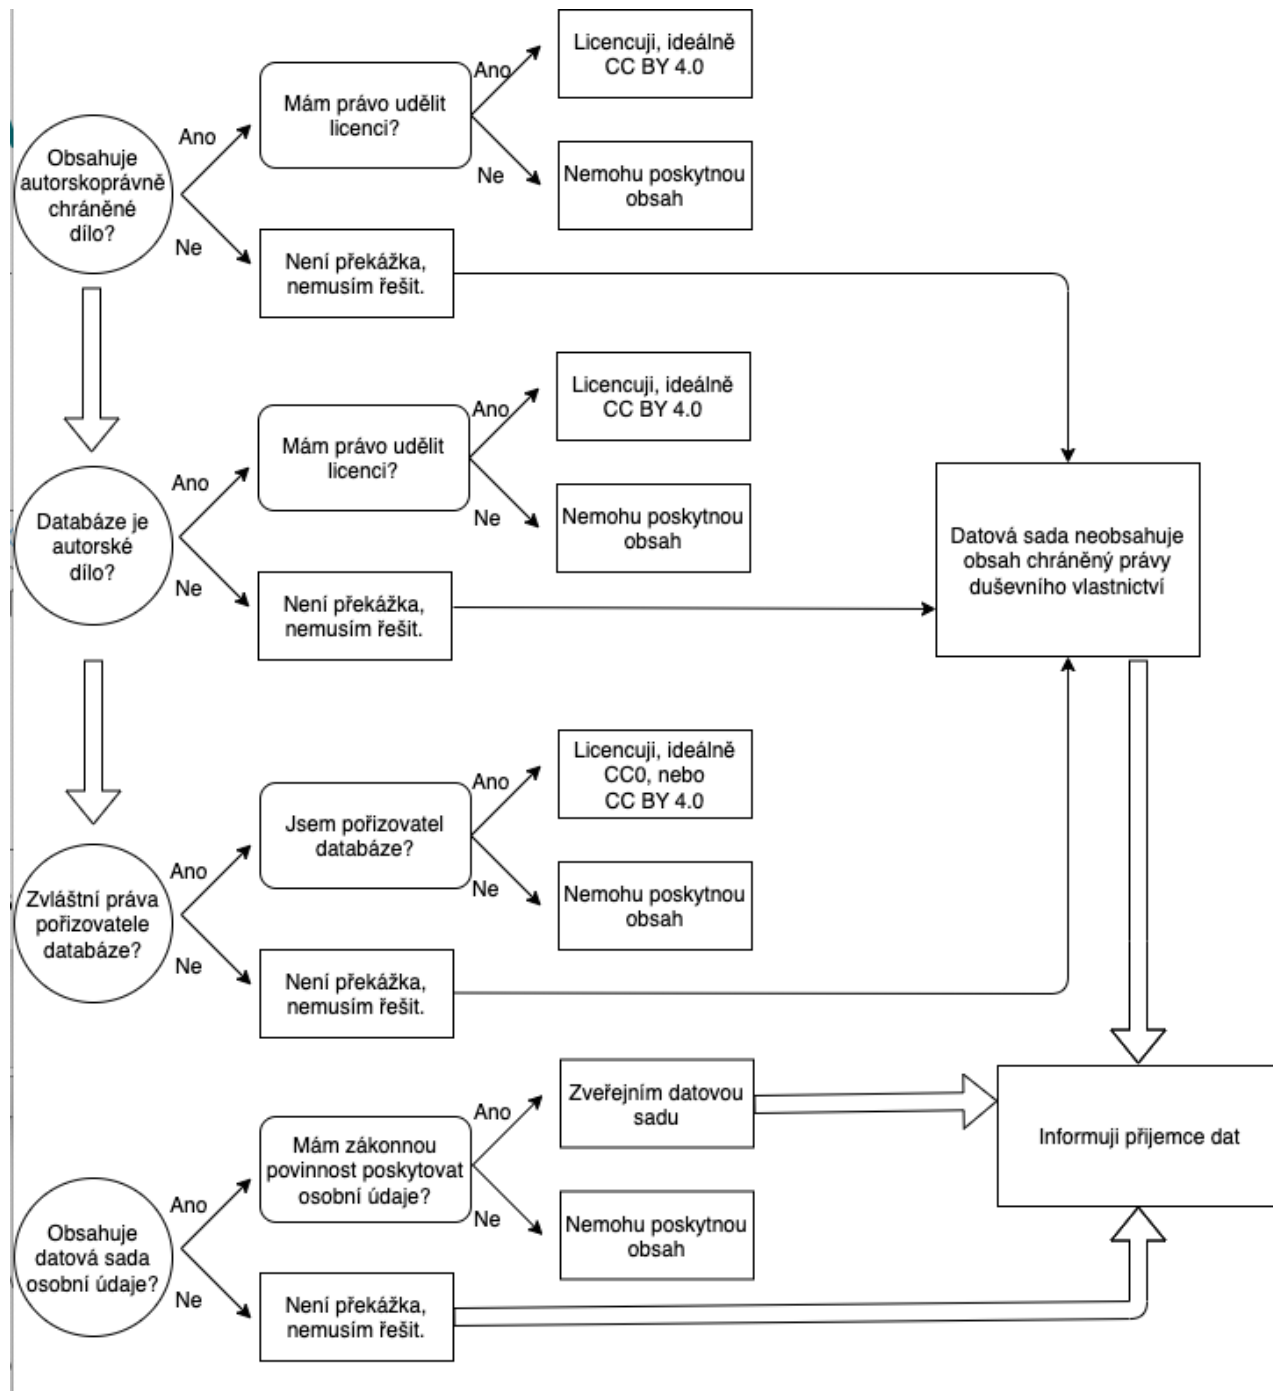 Obsahuje
autorskoprávně
chráněné
dílo?
Ano
Ne
Mám právo udělit
licenci?
Ano
Ne
Licencuji, ideálně
CC BY 4.0
Nemohu poskytnou
obsah
Není překážka,
nemusím řešit.
Databáze je
autorské
dílo?
Ano
Ne
Mám právo udělit
licenci?
Ano
Ne
Licencuji, ideálně
CC BY 4.0
Nemohu poskytnou
obsah
Není překážka,
nemusím řešit.
Datová sada neobsahuje
obsah chráněný právy
duševního vlastnictví
Zvláštní práva
pořizovatele
databáze?
Ano
Ne
Jsem pořizovatel
databáze?
Ano
Ne
Licencuji, ideálně
CC0, nebo
CC BY 4.0
Nemohu poskytnou
obsah
Není překážka,
nemusím řešit.
Obsahuje
datová sada
osobní údaje?
Ano
Ne
Mám zákonnou
povinnost poskytovat
osobní údaje?
Ano
Ne
Zveřejním datovou
sadu
Nemohu poskytnou
obsah
Není překážka,
nemusím řešit.
Informuji přijemce dat